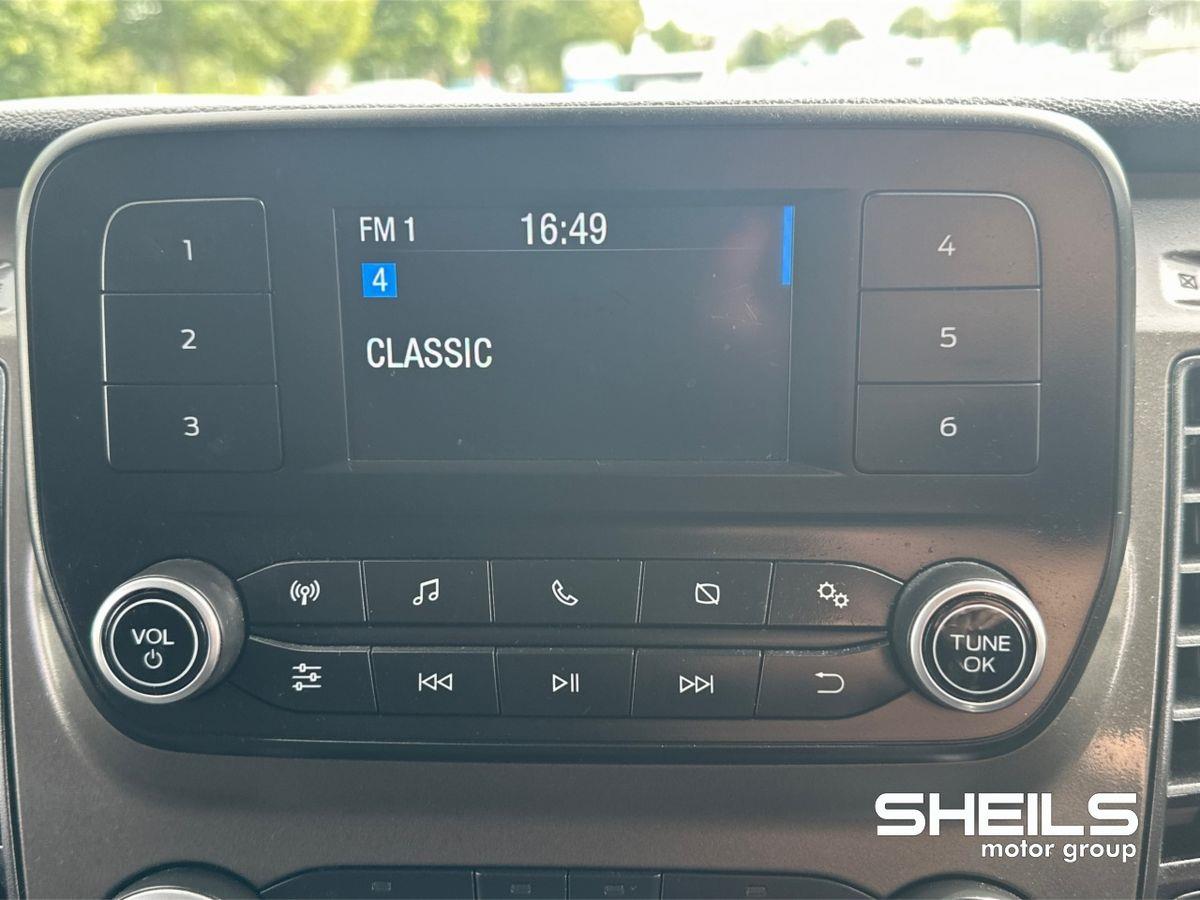 FM 1 16:49
4
CLASSIC
1
2
3
4
5
6
VOL
TUNE
OK
SHEILS
motor group